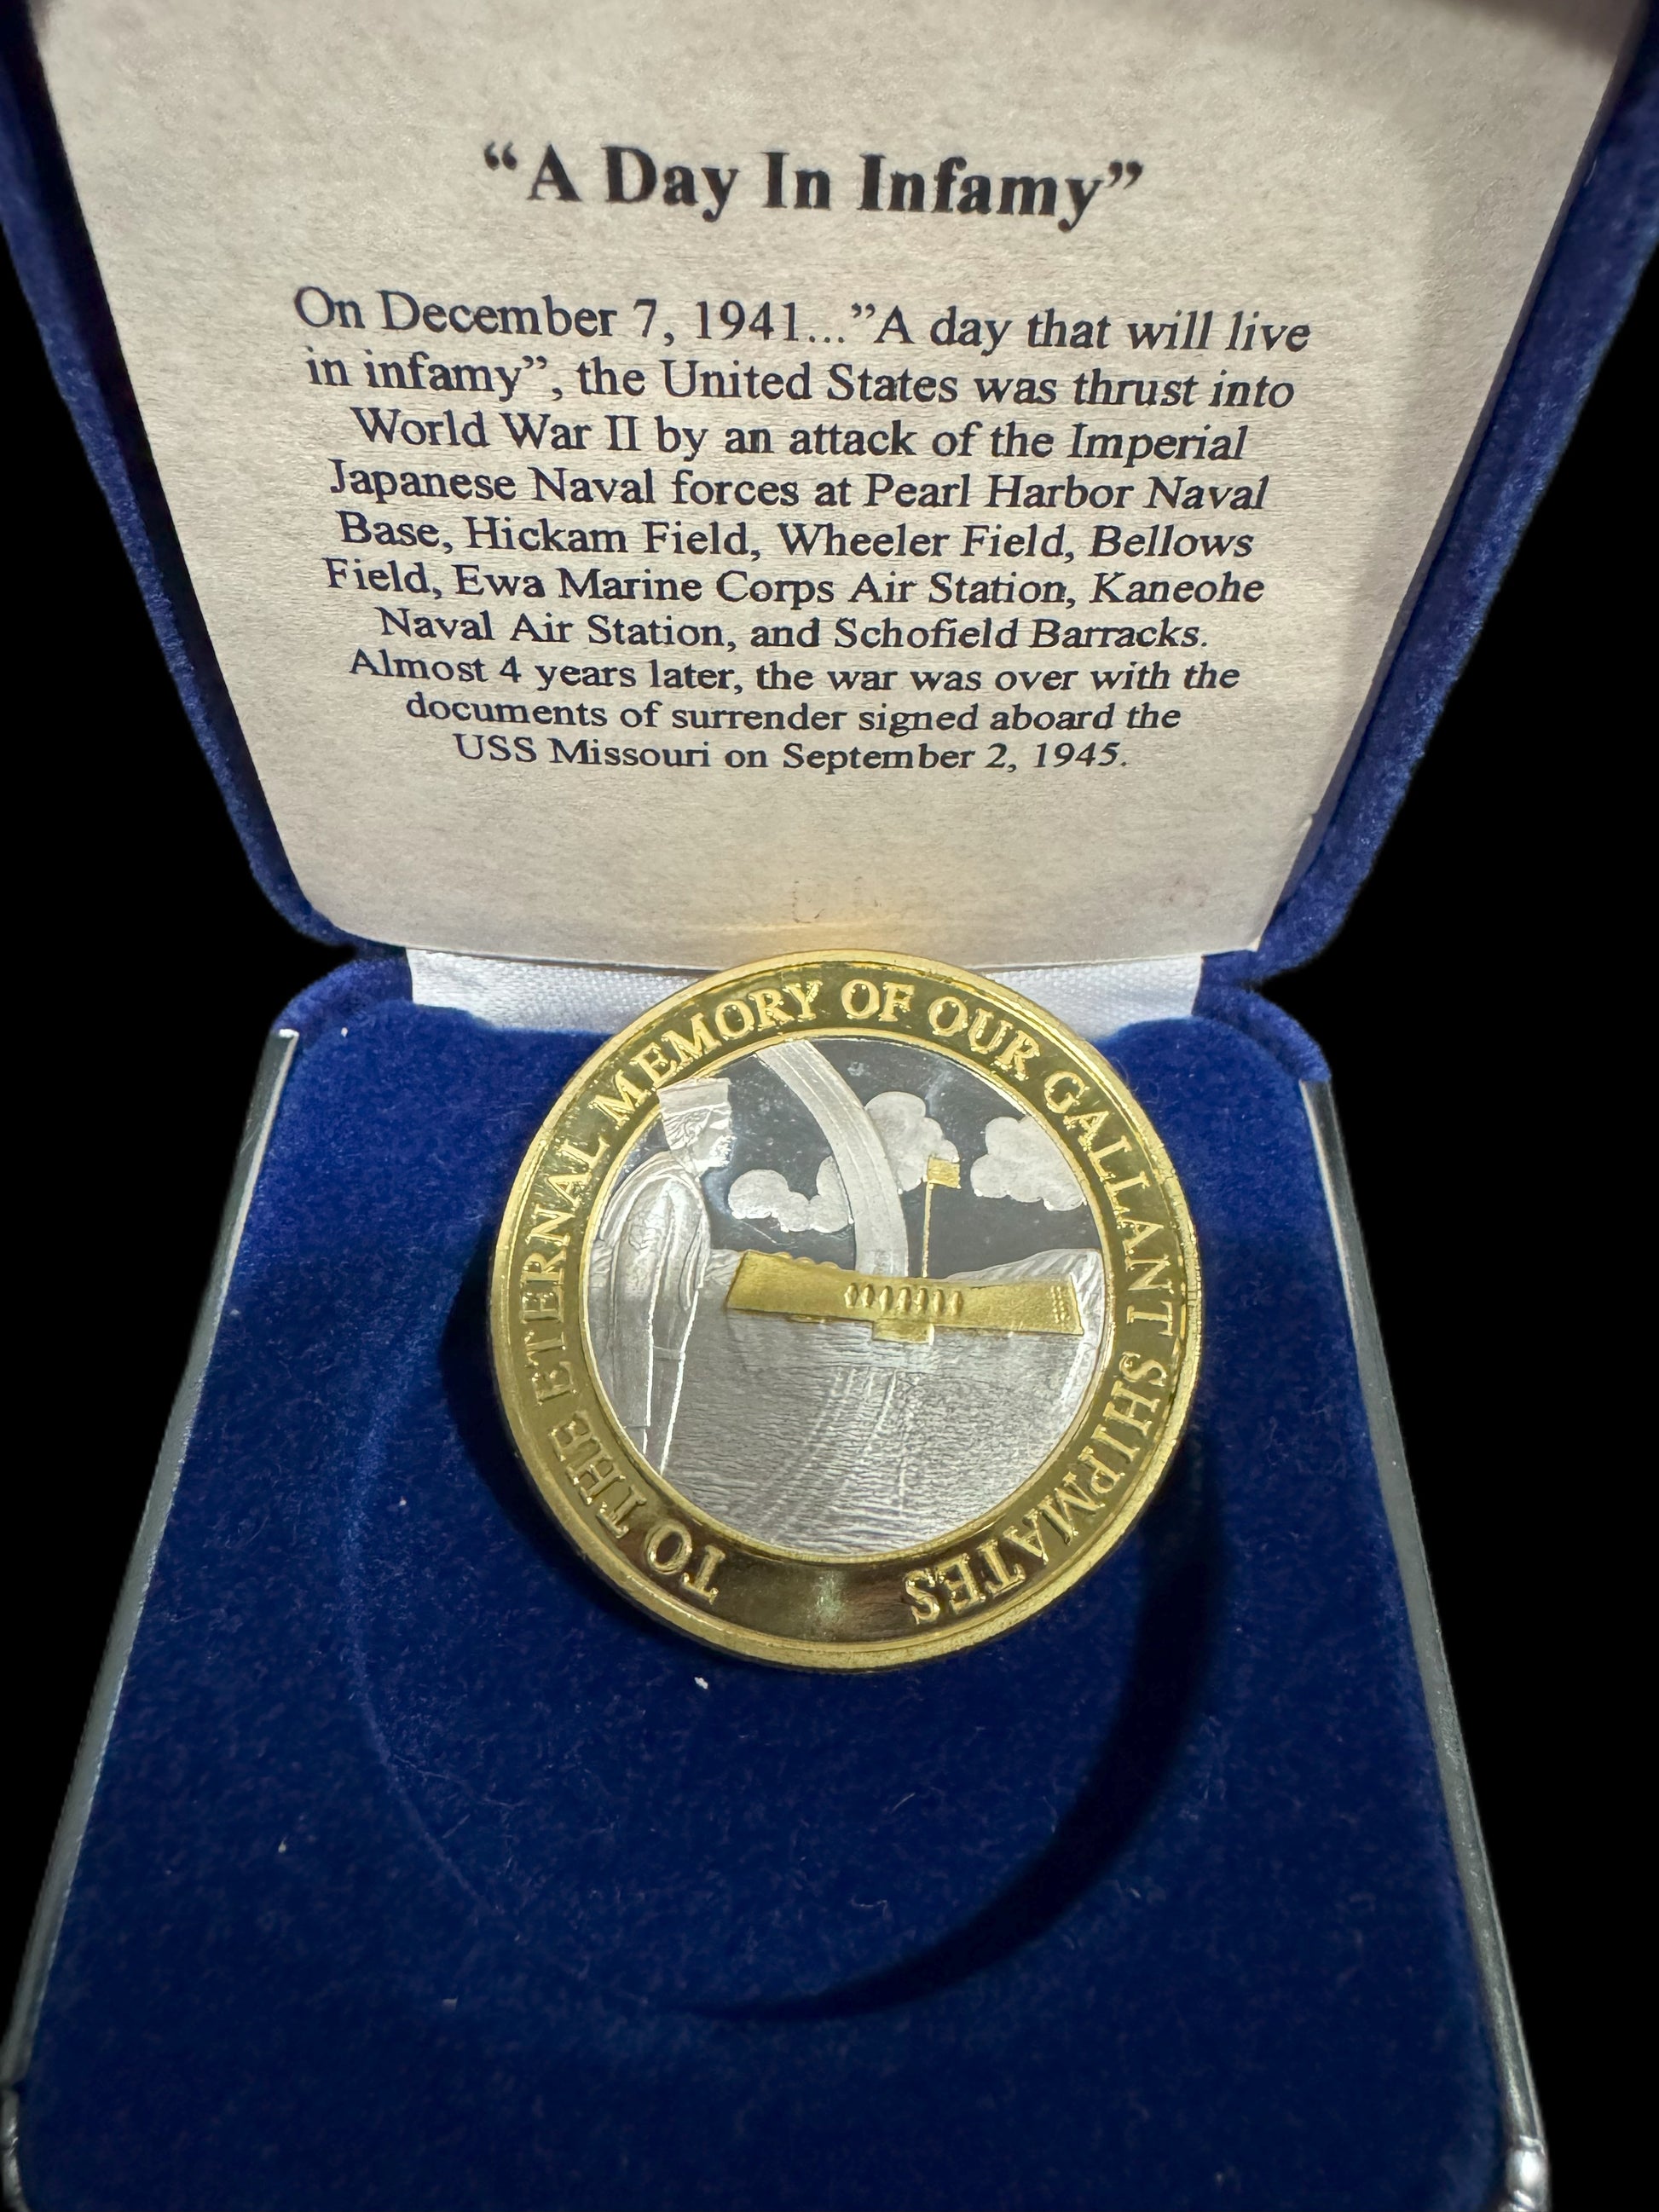 “A Day In Infamy”
On December 7, 1941...”A day that will live
in infamy”, the United States was thrust into
World War II by an attack of the Imperial
Japanese Naval forces at Pearl Harbor Naval
Base, Hickam Field, Wheeler Field, Bellows
Field, Ewa Marine Corps Air Station, Kaneohe
Naval Air Station, and Schofield Barracks.
Almost 4 years later, the war was over with the
documents of surrender signed aboard the
USS Missouri on September 2, 1945.
TO THE ETERNAL MEMORY OF OUR GALLANT SHIPMATES